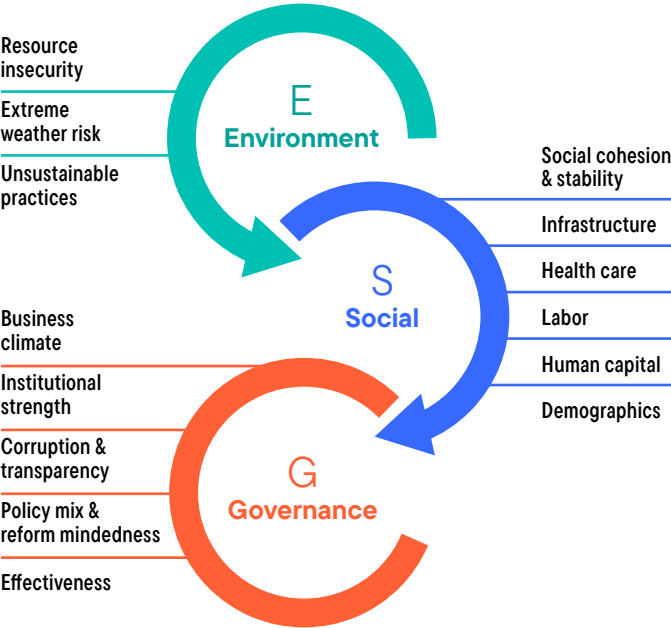 Resource
insecurity
Extreme
weather risk
Unsustainable
practices
E
Environment
Social cohesion
& stability
Infrastructure
Health care
Labor
Human capital
Demographics
S
Social
Business
climate
Institutional
strength
Corruption &
transparency
Policy mix &
reform mindedness
Effectiveness
G
Governance